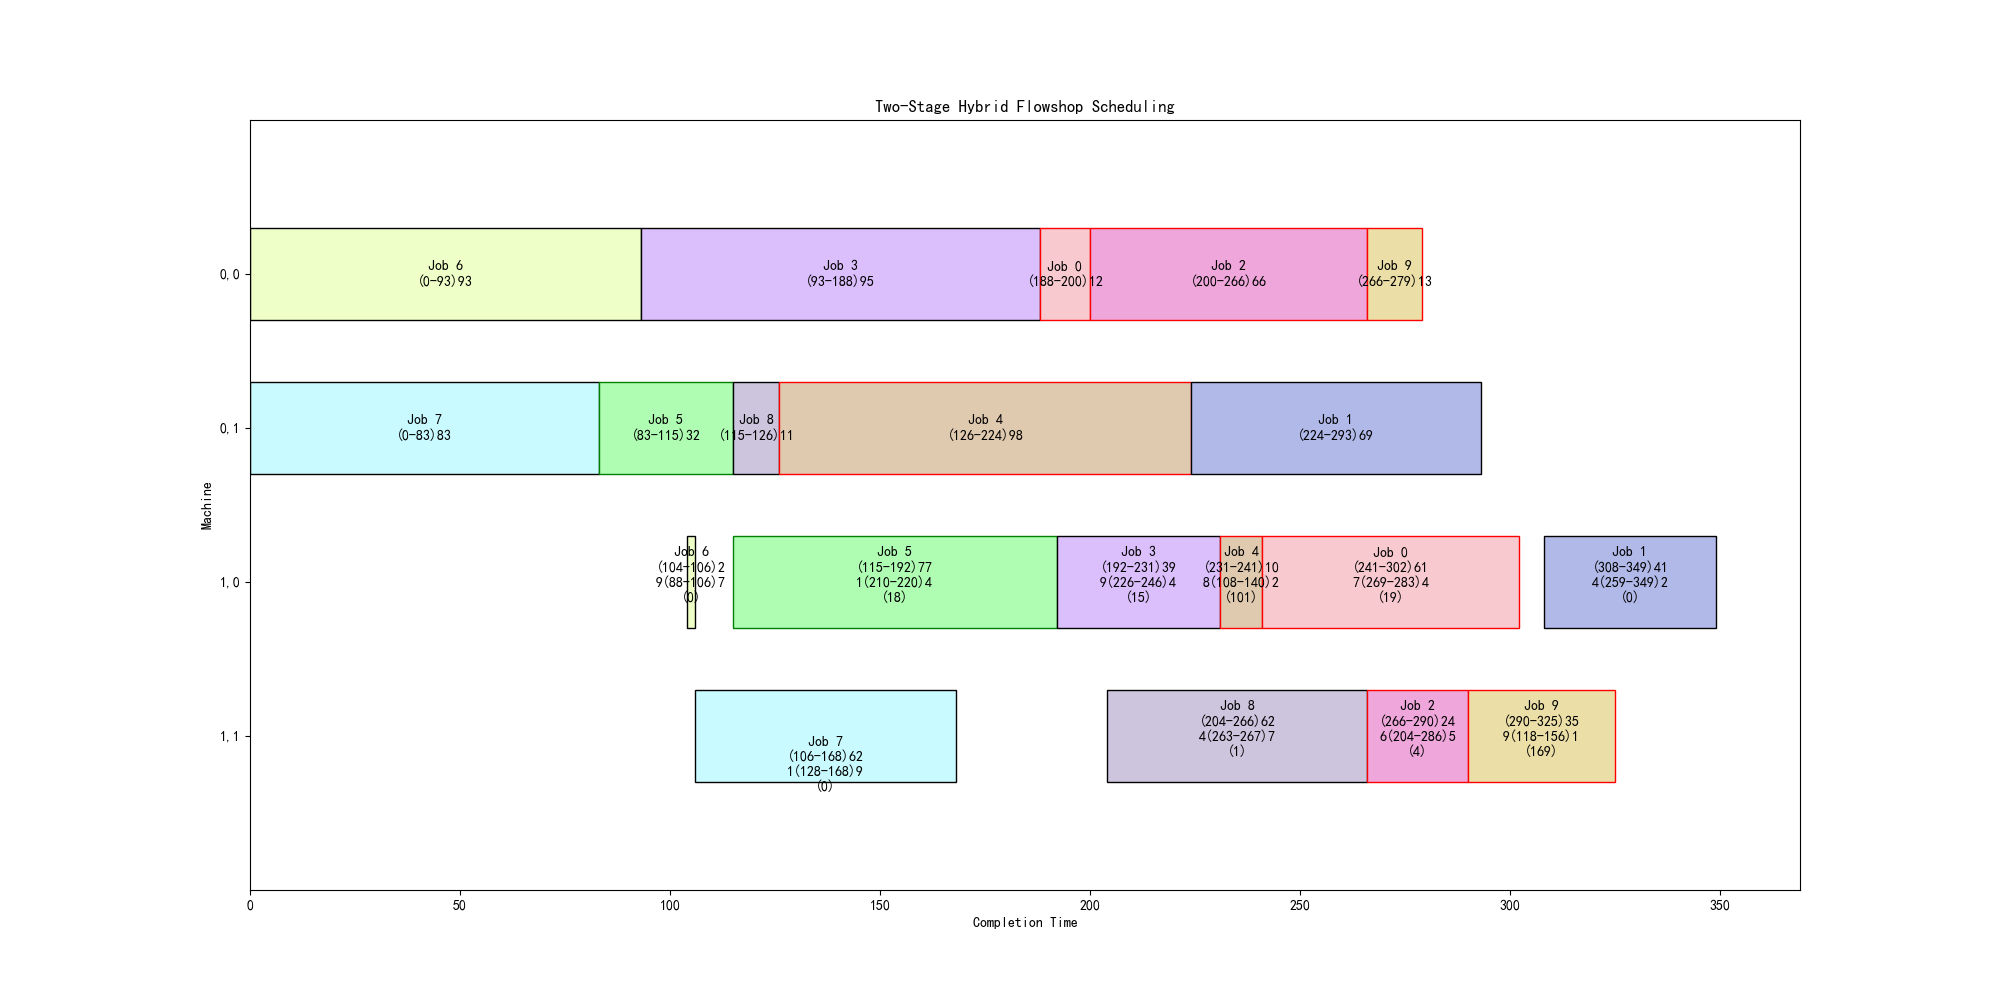 Two-Stage Hybrid Flowshop Scheduling
Machine
0,0
Job 6
(0-93)93
Job 3
(93-188)95
Job 0
(188-200)12
Job 2
(200-266)66
Job 9
(266-279)13
0,1
Job 7
(0-83)83
Job 5
(83-115)32
Job 8
(115-126)11
Job 4
(126-224)98
Job 1
(224-293)69
1,0
Job 6
(104-106)2
9(88-106)7
(0)
Job 5
(115-192)77
1(210-220)4
(18)
Job 3
(192-231)39
9(226-246)4
(15)
Job 4
(231-241)10
8(108-140)2
(101)
Job 0
(241-302)61
7(269-283)4
(19)
Job 1
(308-349)41
4(259-349)2
(0)
1,1
Job 7
(106-168)62
1(128-168)9
(0)
Job 8
(204-266)62
4(263-267)7
(1)
Job 2
(266-290)24
6(204-286)5
(4)
Job 9
(290-325)35
9(118-156)1
(169)
0 50 100 150 200 250 300 350
Completion Time